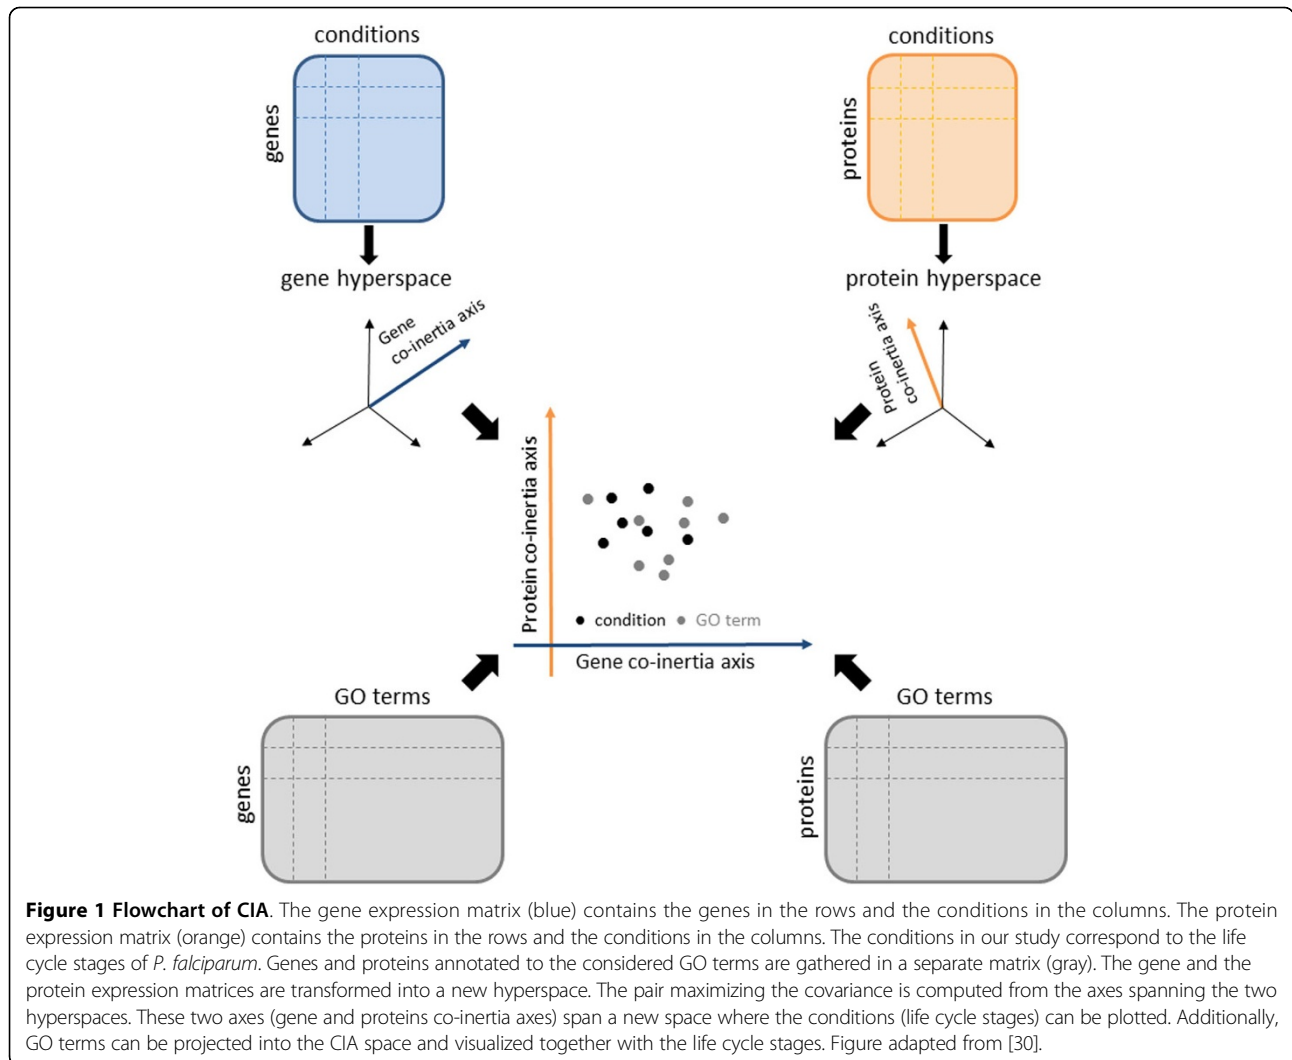 conditions
conditions
genes
proteins
gene hyperspace
protein hyperspace
Gene
co-inertia axis
Protein
co-inertia axis
Protein co-inertia axis
condition
GO term
Gene co-inertia axis
GO terms
GO terms
genes
proteins
Figure 1 Flowchart of CIA. The gene expression matrix (blue) contains the genes in the rows and the conditions in the columns. The protein
expression matrix (orange) contains the proteins in the rows and the conditions in the columns. The conditions in our study correspond to the life
cycle stages of P. falciparum. Genes and proteins annotated to the considered GO terms are gathered in a separate matrix (gray). The gene and the
protein expression matrices are transformed into a new hyperspace. The pair maximizing the covariance is computed from the axes spanning the two
hyperspaces. These two axes (gene and proteins co-inertia axes) span a new space where the conditions (life cycle stages) can be plotted. Additionally,
GO terms can be projected into the CIA space and visualized together with the life cycle stages. Figure adapted from [30].